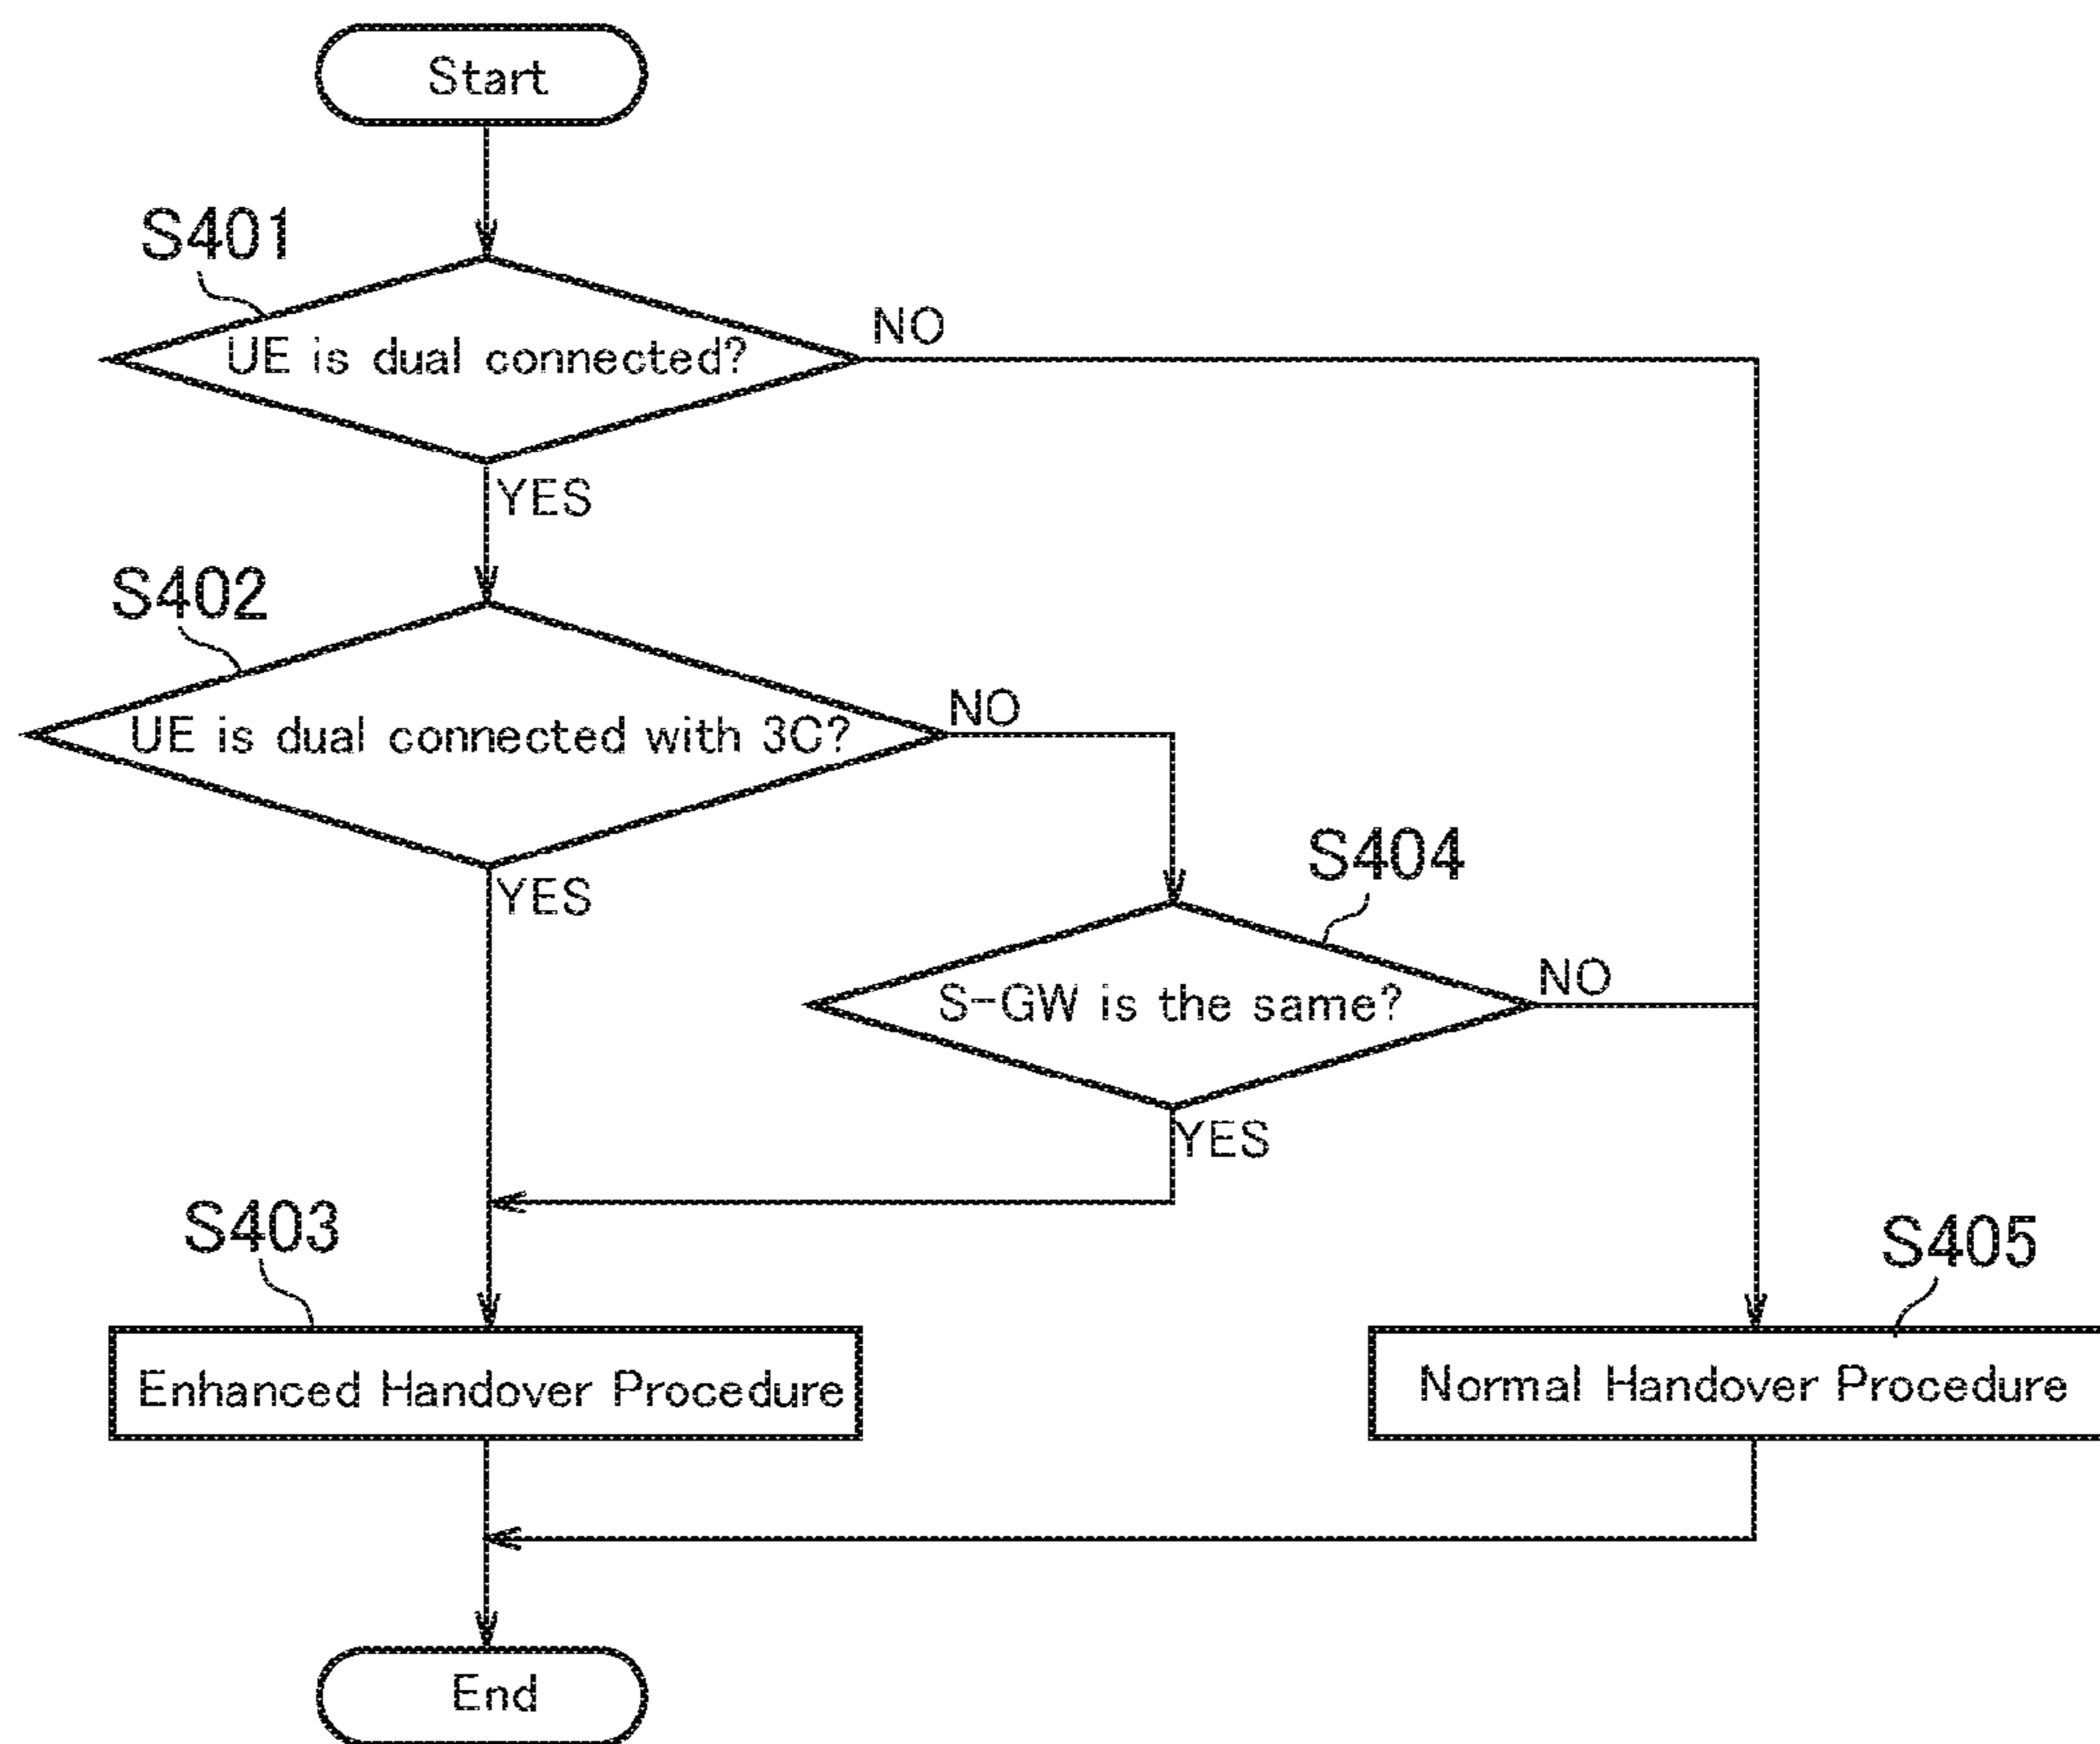 Start
S401
UE is dual connected?
NO
YES
S402
UE is dual connected with 3C?
NO
YES
S404
S-GW is the same?
NO
YES
S403
Enhanced Handover Procedure
S405
Normal Handover Procedure
End